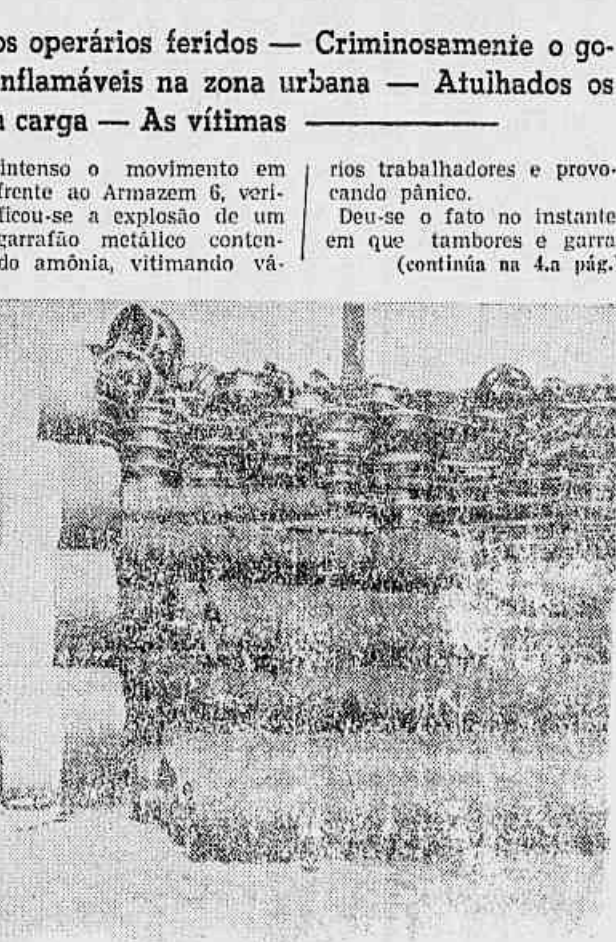 os operários feridos — Criminosamente o go-
nflamáveis na zona urbana — Atulhados os
a carga — As vítimas —
intenso o movimento em
frente ao Armazem 6, veri-
ficou-se a explosão de um
garrafão metálico conten-
do amônia, vitimando vá-
rios trabalhadores e provo-
cando pânico.
Deu-se o fato no instante
em que tambores e garra
(continúa na 4.a pág.